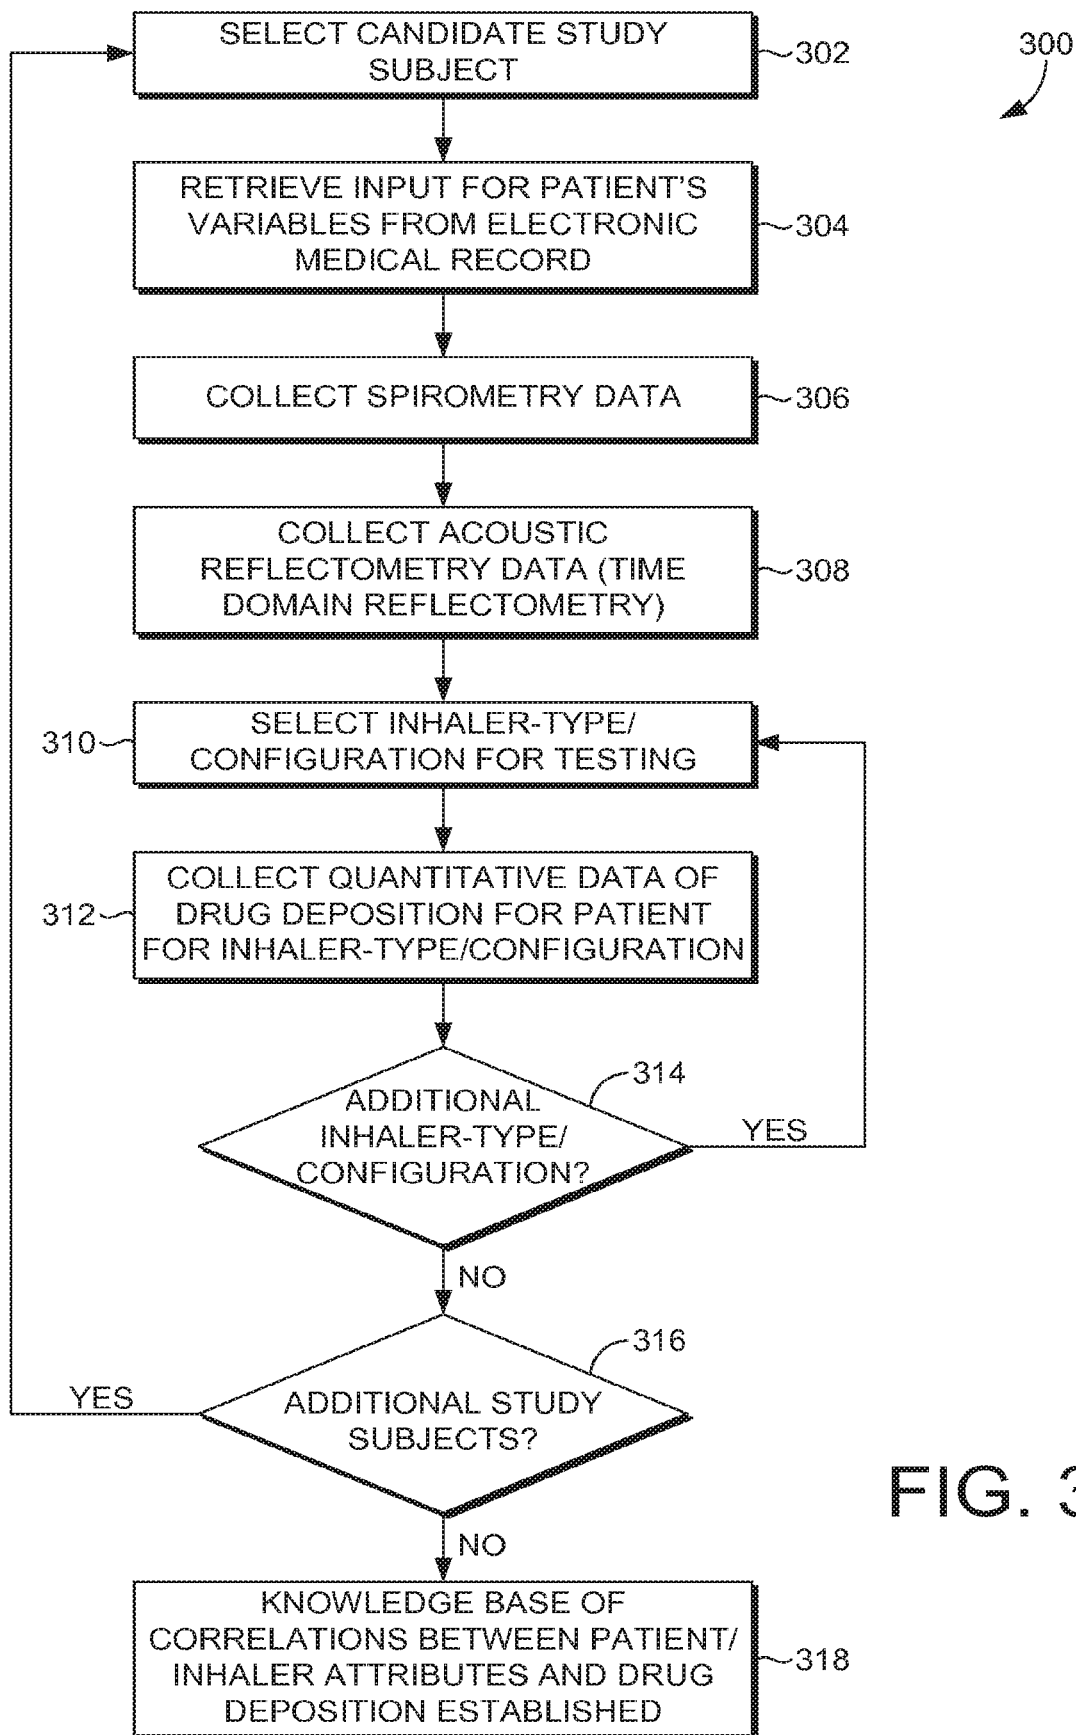 SELECT CANDIDATE STUDY
SUBJECT
302
300
RETRIEVE INPUT FOR PATIENT'S
VARIABLES FROM ELECTRONIC
MEDICAL RECORD
304
COLLECT SPIROMETRY DATA
306
COLLECT ACOUSTIC
REFLECTOMETRY DATA (TIME
DOMAIN REFLECTOMETRY)
308
310
SELECT INHALER-TYPE/
CONFIGURATION FOR TESTING
312
COLLECT QUANTITATIVE DATA OF
DRUG DEPOSITION FOR PATIENT
FOR INHALER-TYPE/CONFIGURATION
314
ADDITIONAL
INHALER-TYPE/
CONFIGURATION?
YES
NO
316
YES
ADDITIONAL STUDY
SUBJECTS?
FIG. 3
NO
KNOWLEDGE BASE OF
CORRELATIONS BETWEEN PATIENT/
INHALER ATTRIBUTES AND DRUG
DEPOSITION ESTABLISHED
318